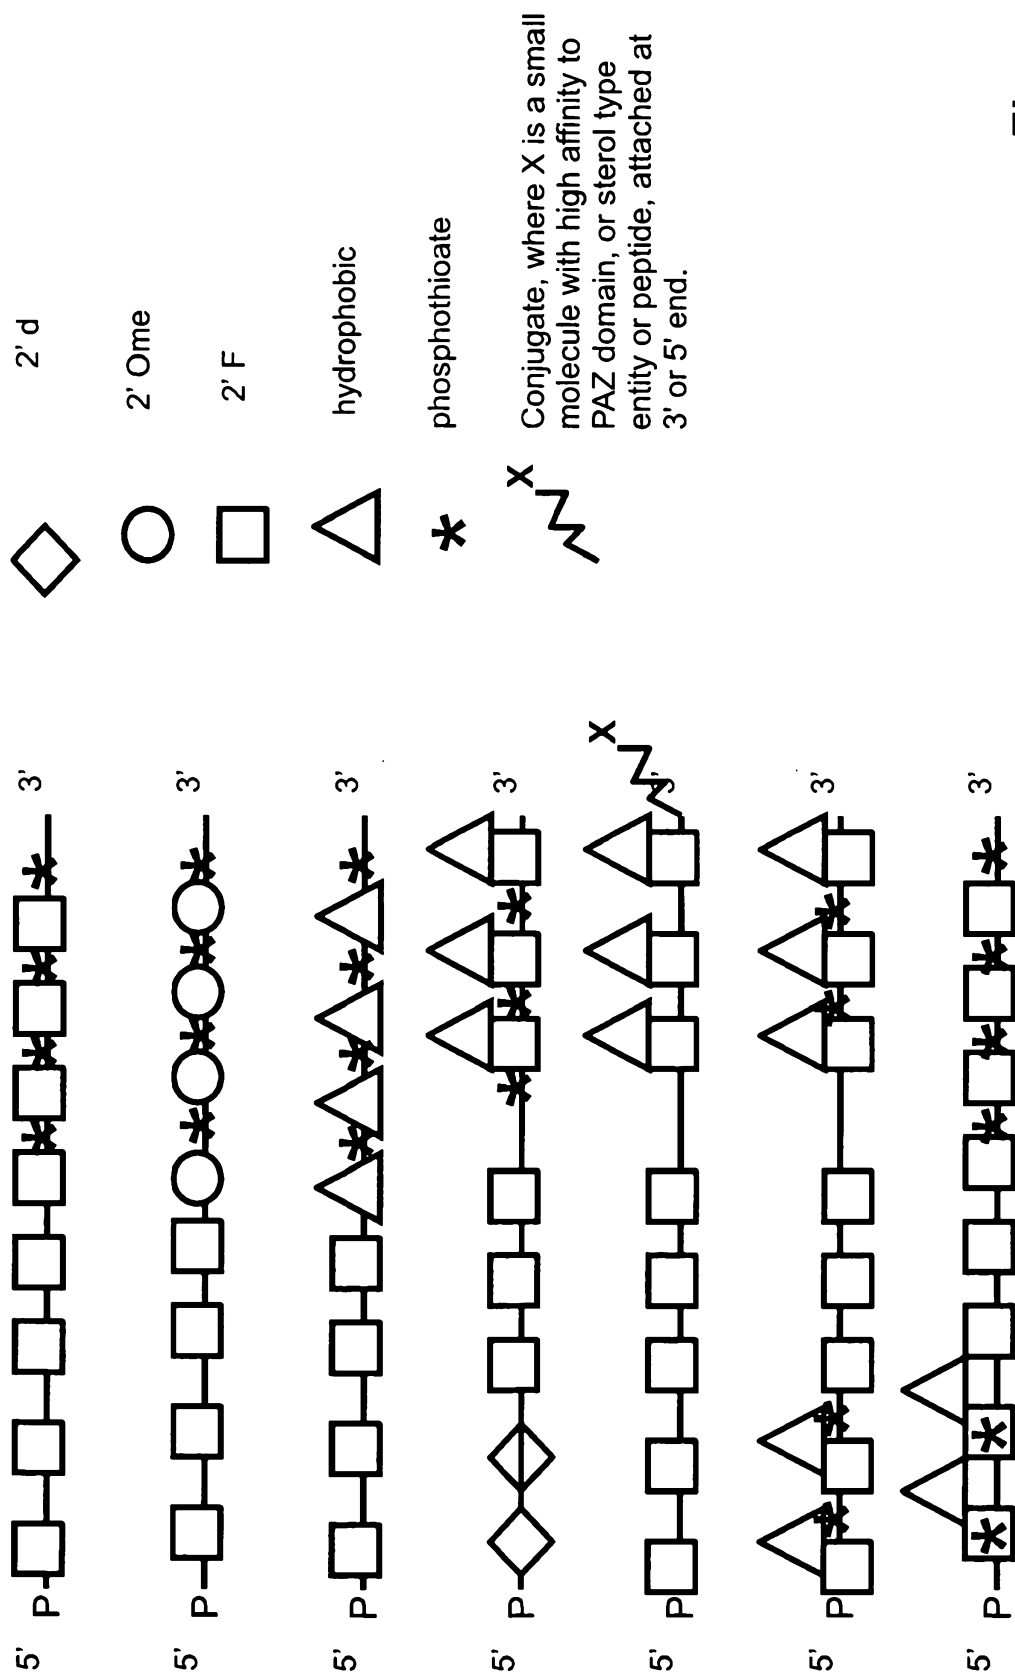 2' d
2' Ome
2' F
hydrophobic
phosphothioate
X
Conjugate, where X is a small
molecule with high affinity to
PAZ domain, or sterol type
entity or peptide, attached at
3' or 5' end.
5' P 3'
5' P 3'
5' P 3'
5' P 3'
X
5' P 3'
5' P 3'
5' P 3'